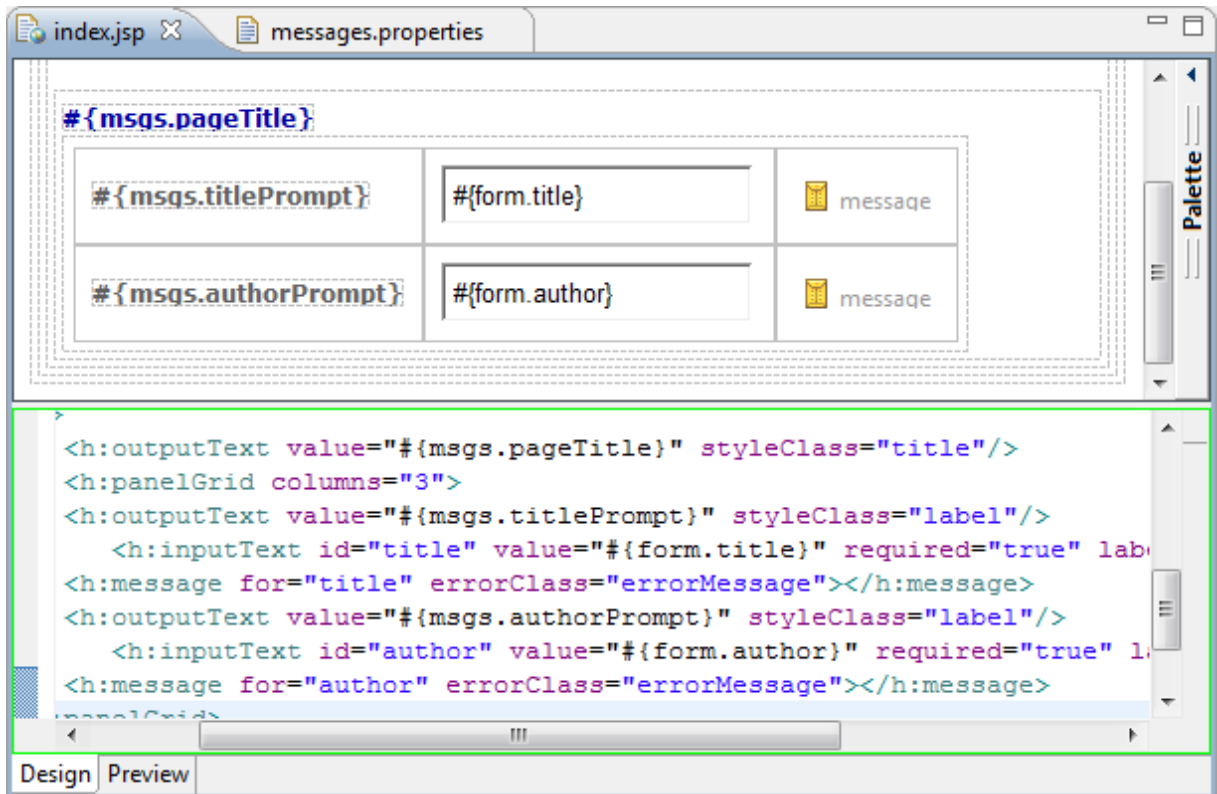 index.jsp messages.properties
#{msgs.pageTitle}
#{msgs.titlePrompt} #{form.title} message
#{msgs.authorPrompt} #{form.author} message
Palette
>
<h:outputText value="#{msgs.pageTitle}" styleClass="title"/>
<h:panelGrid columns="3">
<h:outputText value="#{msgs.titlePrompt}" styleClass="label"/>
<h:inputText id="title" value="#{form.title}" required="true" lab
<h:message for="title" errorClass="errorMessage"></h:message>
<h:outputText value="#{msgs.authorPrompt}" styleClass="label"/>
<h:inputText id="author" value="#{form.author}" required="true" l
<h:message for="author" errorClass="errorMessage"></h:message>
panelGrid>
Design Preview